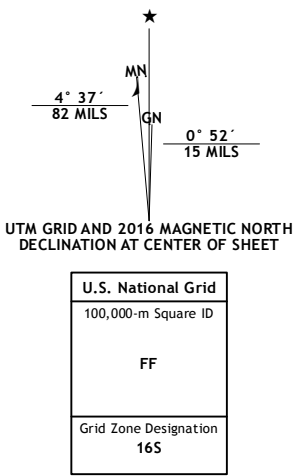 ★
MN
GN
4° 37´
82 MILS
0° 52´
15 MILS
UTM GRID AND 2016 MAGNETIC NORTH
DECLINATION AT CENTER OF SHEET
U.S. National Grid
100,000-m Square ID
FF
Grid Zone Designation
16S